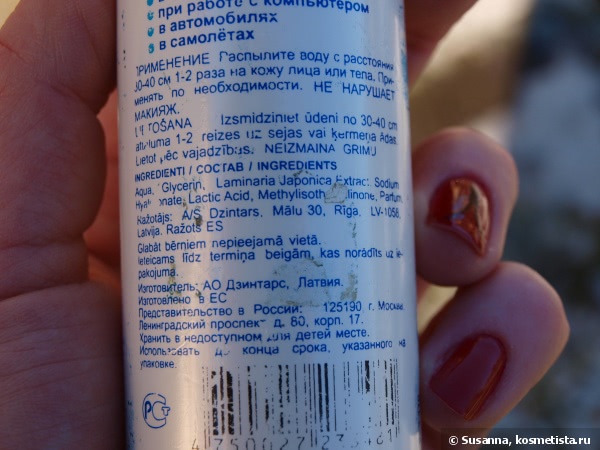 при работе с компьютером
в автомобилях
в самолётах
ПРИМЕНЕНИЕ Распылите воду с расстояния
30-40 см 1-2 раза на кожу лица или тела. При-
менять по необходимости. НЕ НАРУШАЕТ
МАКИЯЖ.
Izsmidziniet ūdeni no 30-40 cm
attāluma 1-2 reizes uz sejas vai ķermeņa ādas.
Lietot pēc vajadzības. NEIZMAINA GRIMU
INGREDIENTI / СОСТАВ / INGREDIENTS
Aqua, Glycerin, Laminaria Japonica Extract, Sodium
Lactic Acid, Parfum
Ražotājs: A/S Dzintars, Mālu 30, Rīga, LV-1058,
Latvija, Ražots ES
Glabāt bērniem nepieejamā vietā.
Ieteicams līdz termiņa beigām, kas norādīts uz ie-
pakojuma.
Изготовитель: АО Дзинтарс, Латвия.
Изготовлено в ЕС
Представительство в России: 125190 г. Москва
Ленинградский проспект д. 80, корп. 17.
Хранить в недоступном для детей месте.
Использовать до конца срока, указанного на
упаковке.
© Susanna, kosmetista.ru